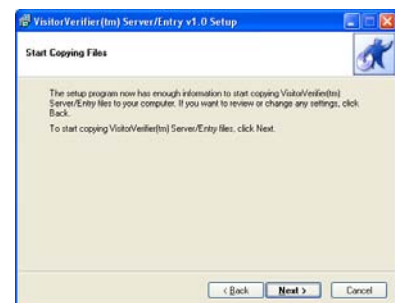 VisitorVerifier(tm) Server/Entry v1.0 Setup
Start Copying Files
The setup program now has enough information to start copying VisitorVerifier(tm)
Server/Entry files to your computer. If you want to review or change any settings, click
Back.
To start copying VisitorVerifier(tm) Server/Entry files, click Next.
< Back Next > Cancel